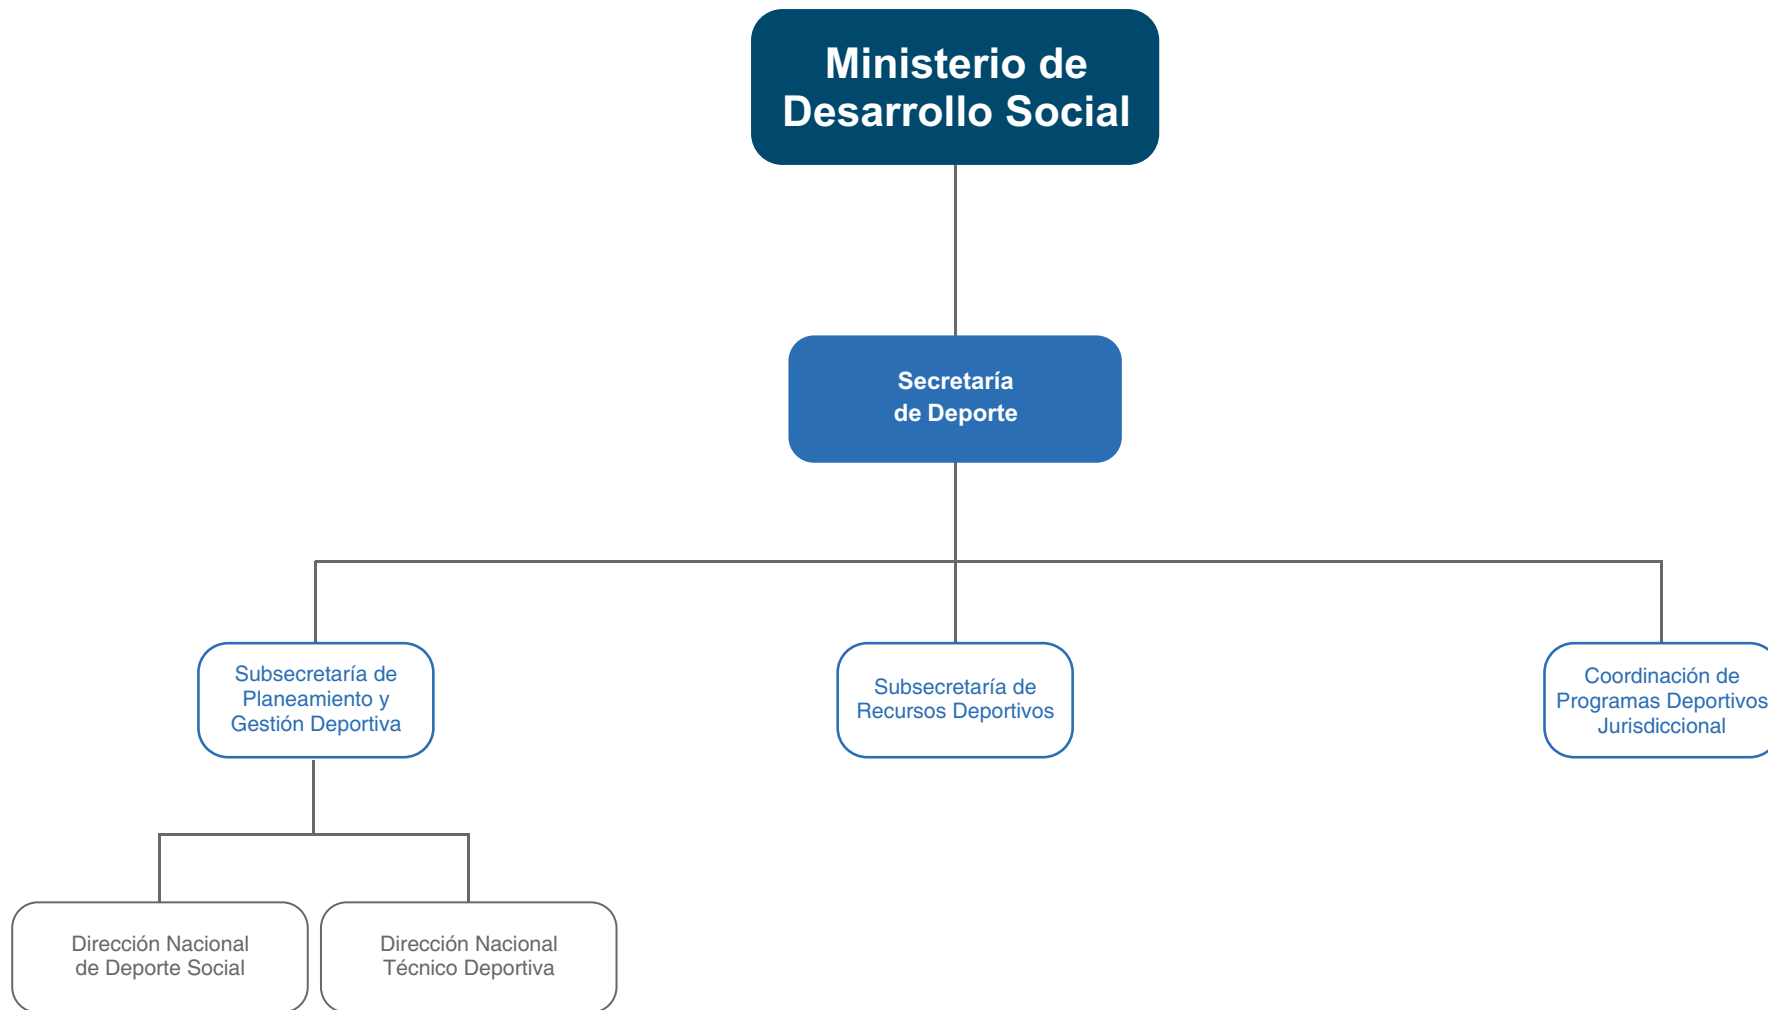 Ministerio de
Desarrollo Social
Secretaría
de Deporte
Subsecretaría de
Planeamiento y
Gestión Deportiva
Subsecretaría de
Recursos Deportivos
Coordinación de
Programas Deportivos
Jurisdiccional
Dirección Nacional
de Deporte Social
Dirección Nacional
Técnico Deportiva